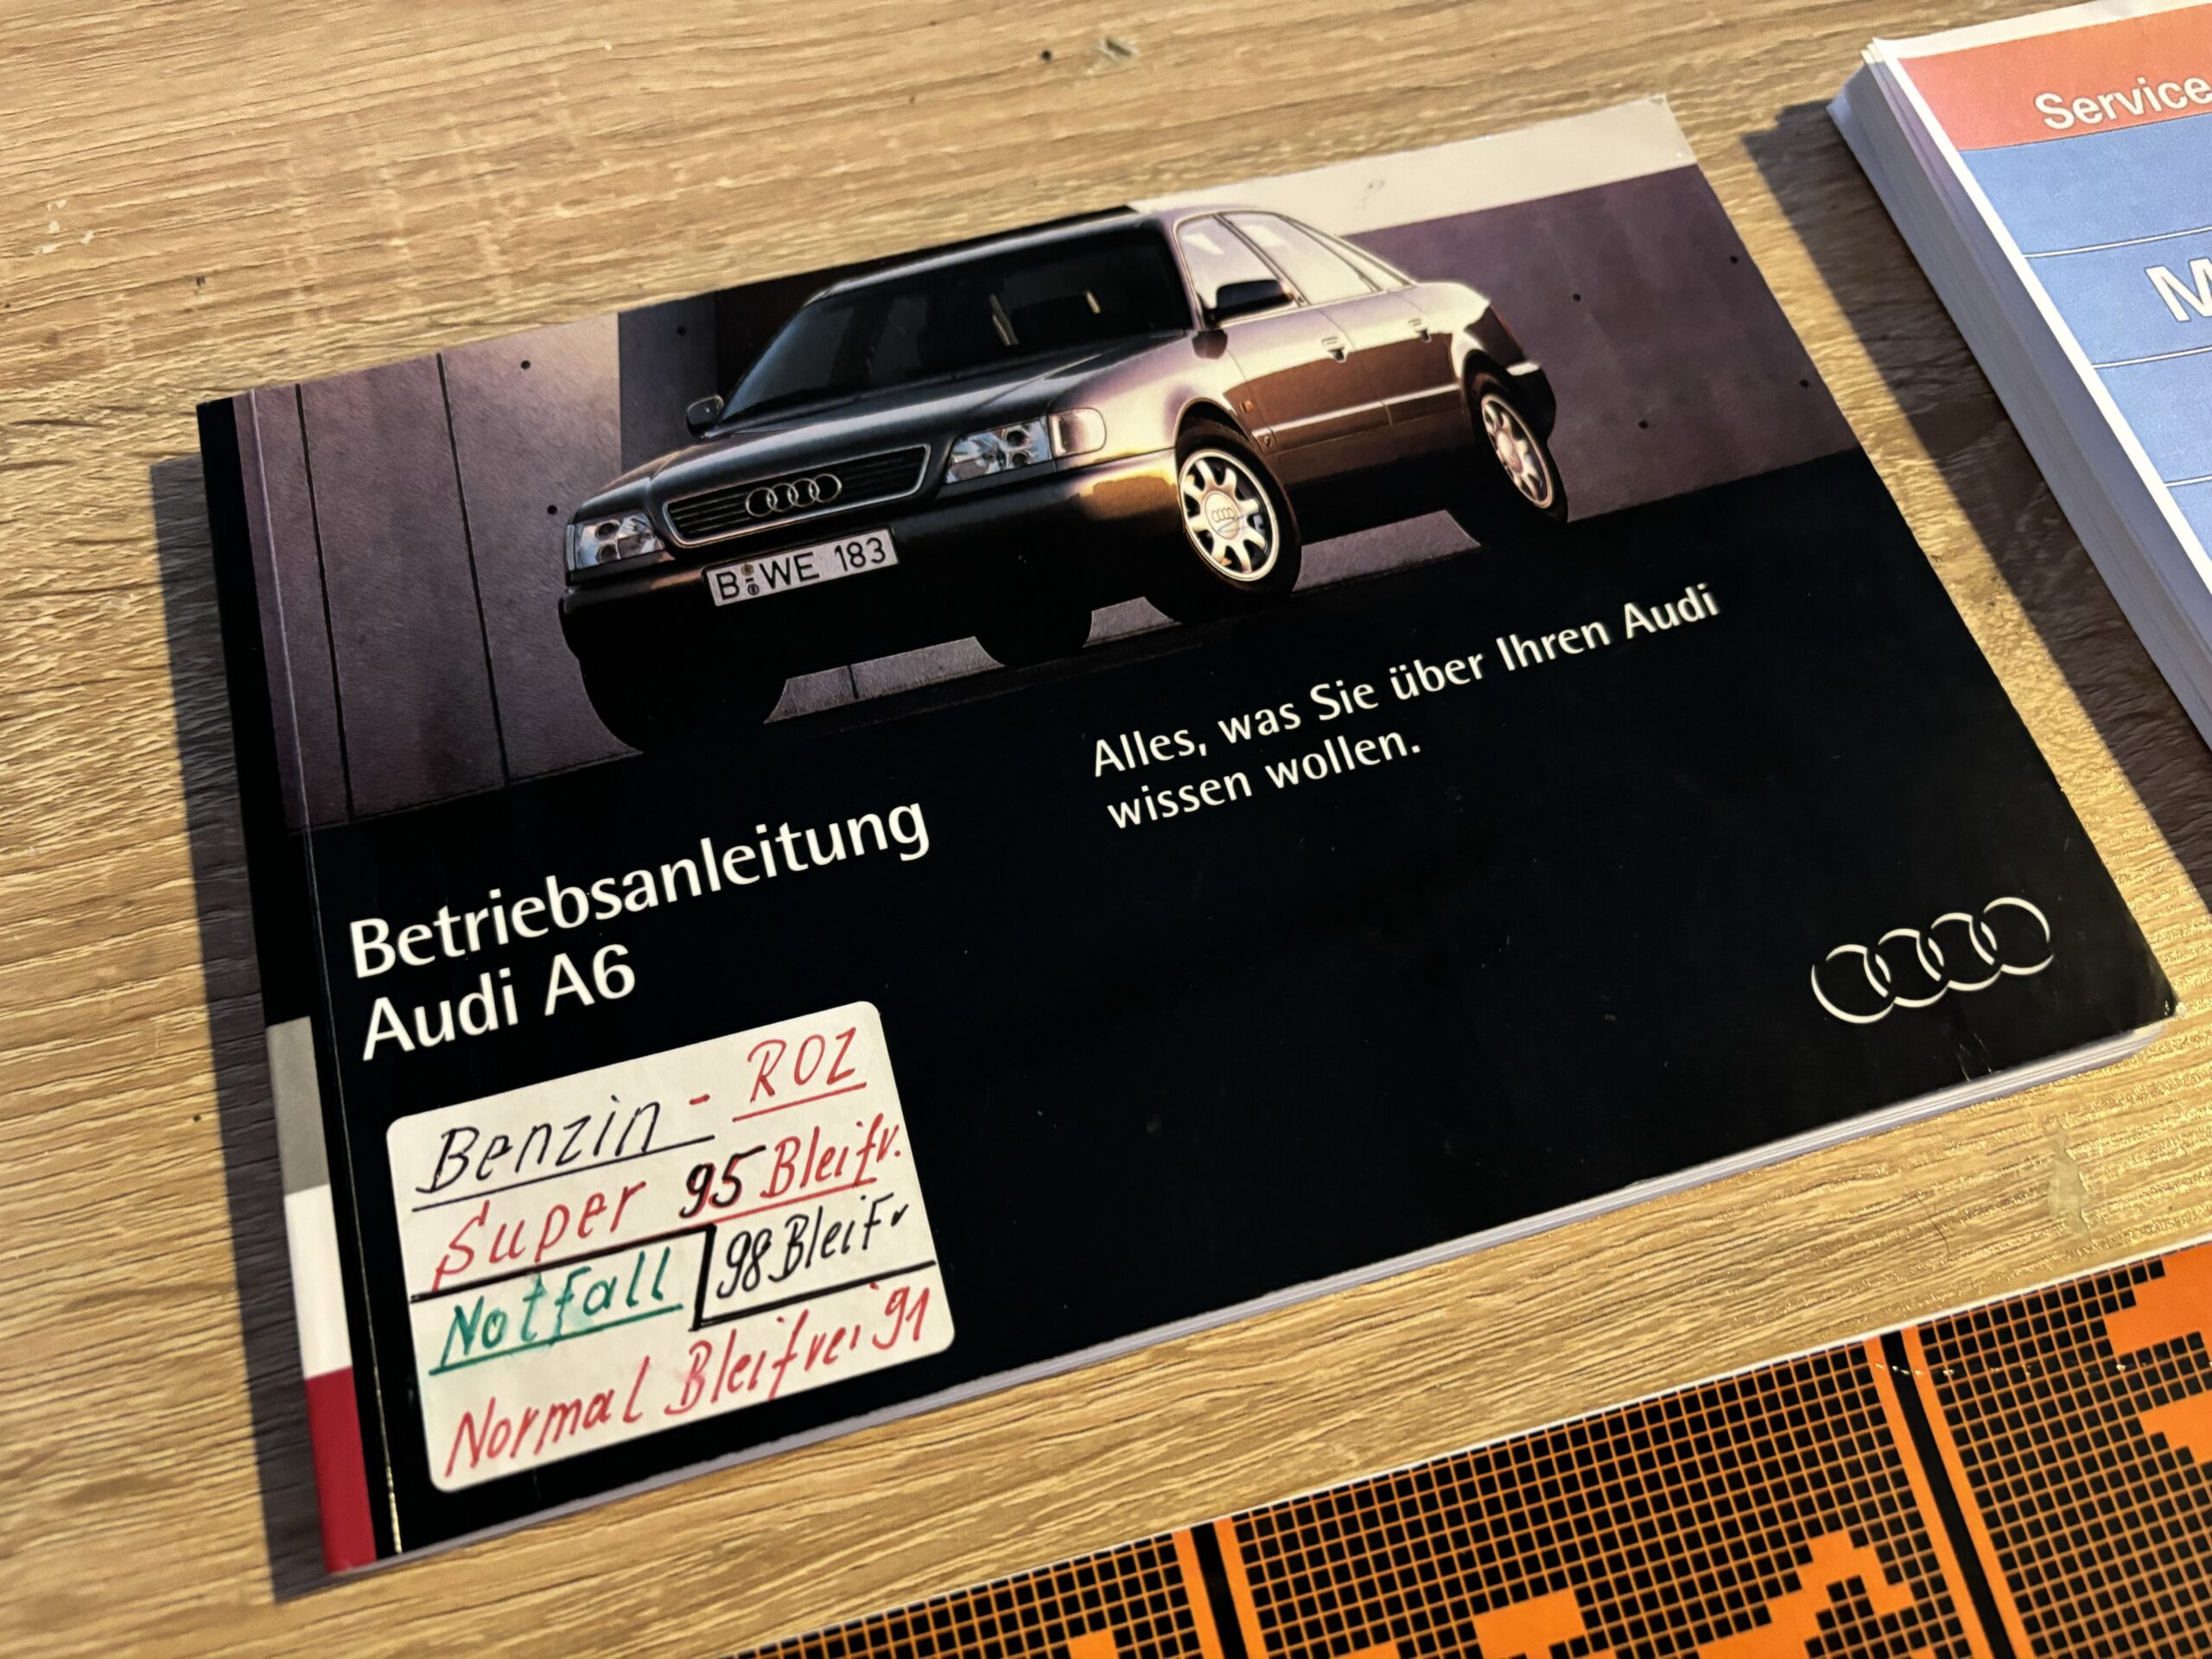 Service
B WE 183
Alles, was Sie über Ihren Audi
wissen wollen.
Betriebsanleitung
Audi A6
Benzin - ROZ
Super 95 Bleifr.
Notfall 98 BleiFr
Normal Bleifrei 91